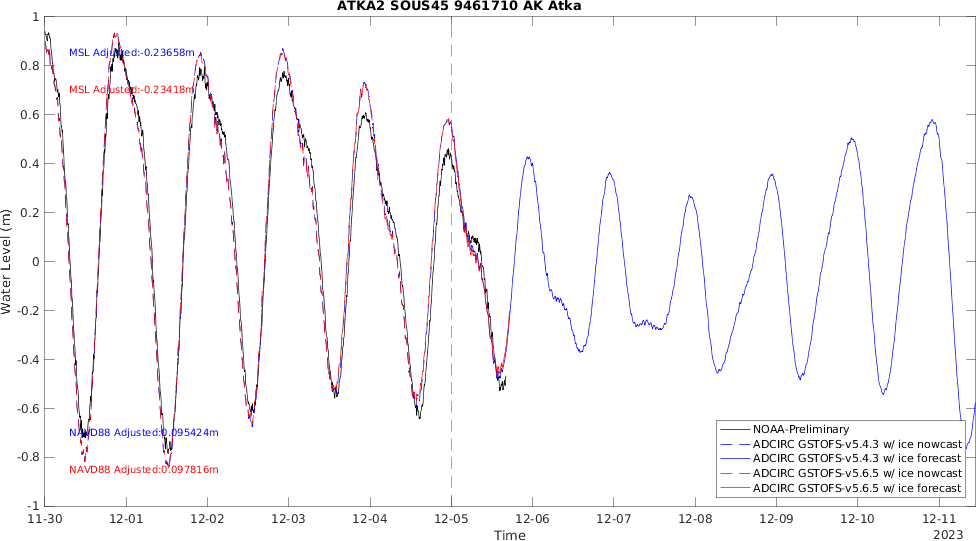 ATKA2 SOUS45 9461710 AK Atka
1
0.8
0.6
0.4
0.2
0
-0.2
-0.4
-0.6
-0.8
-1
Water Level (m)
MSL Adjusted:-0.23658m
MSL Adjusted:-0.23418m
NAVD88 Adjusted:0.095424m
NAVD88 Adjusted:0.097816m
NOAA-Preliminary
ADCIRC GSTOFS-v5.4.3 w/ ice nowcast
ADCIRC GSTOFS-v5.4.3 w/ ice forecast
ADCIRC GSTOFS-v5.6.5 w/ ice nowcast
ADCIRC GSTOFS-v5.6.5 w/ ice forecast
11-30 12-01 12-02 12-03 12-04 12-05 12-06 12-07 12-08 12-09 12-10 12-11
Time
2023